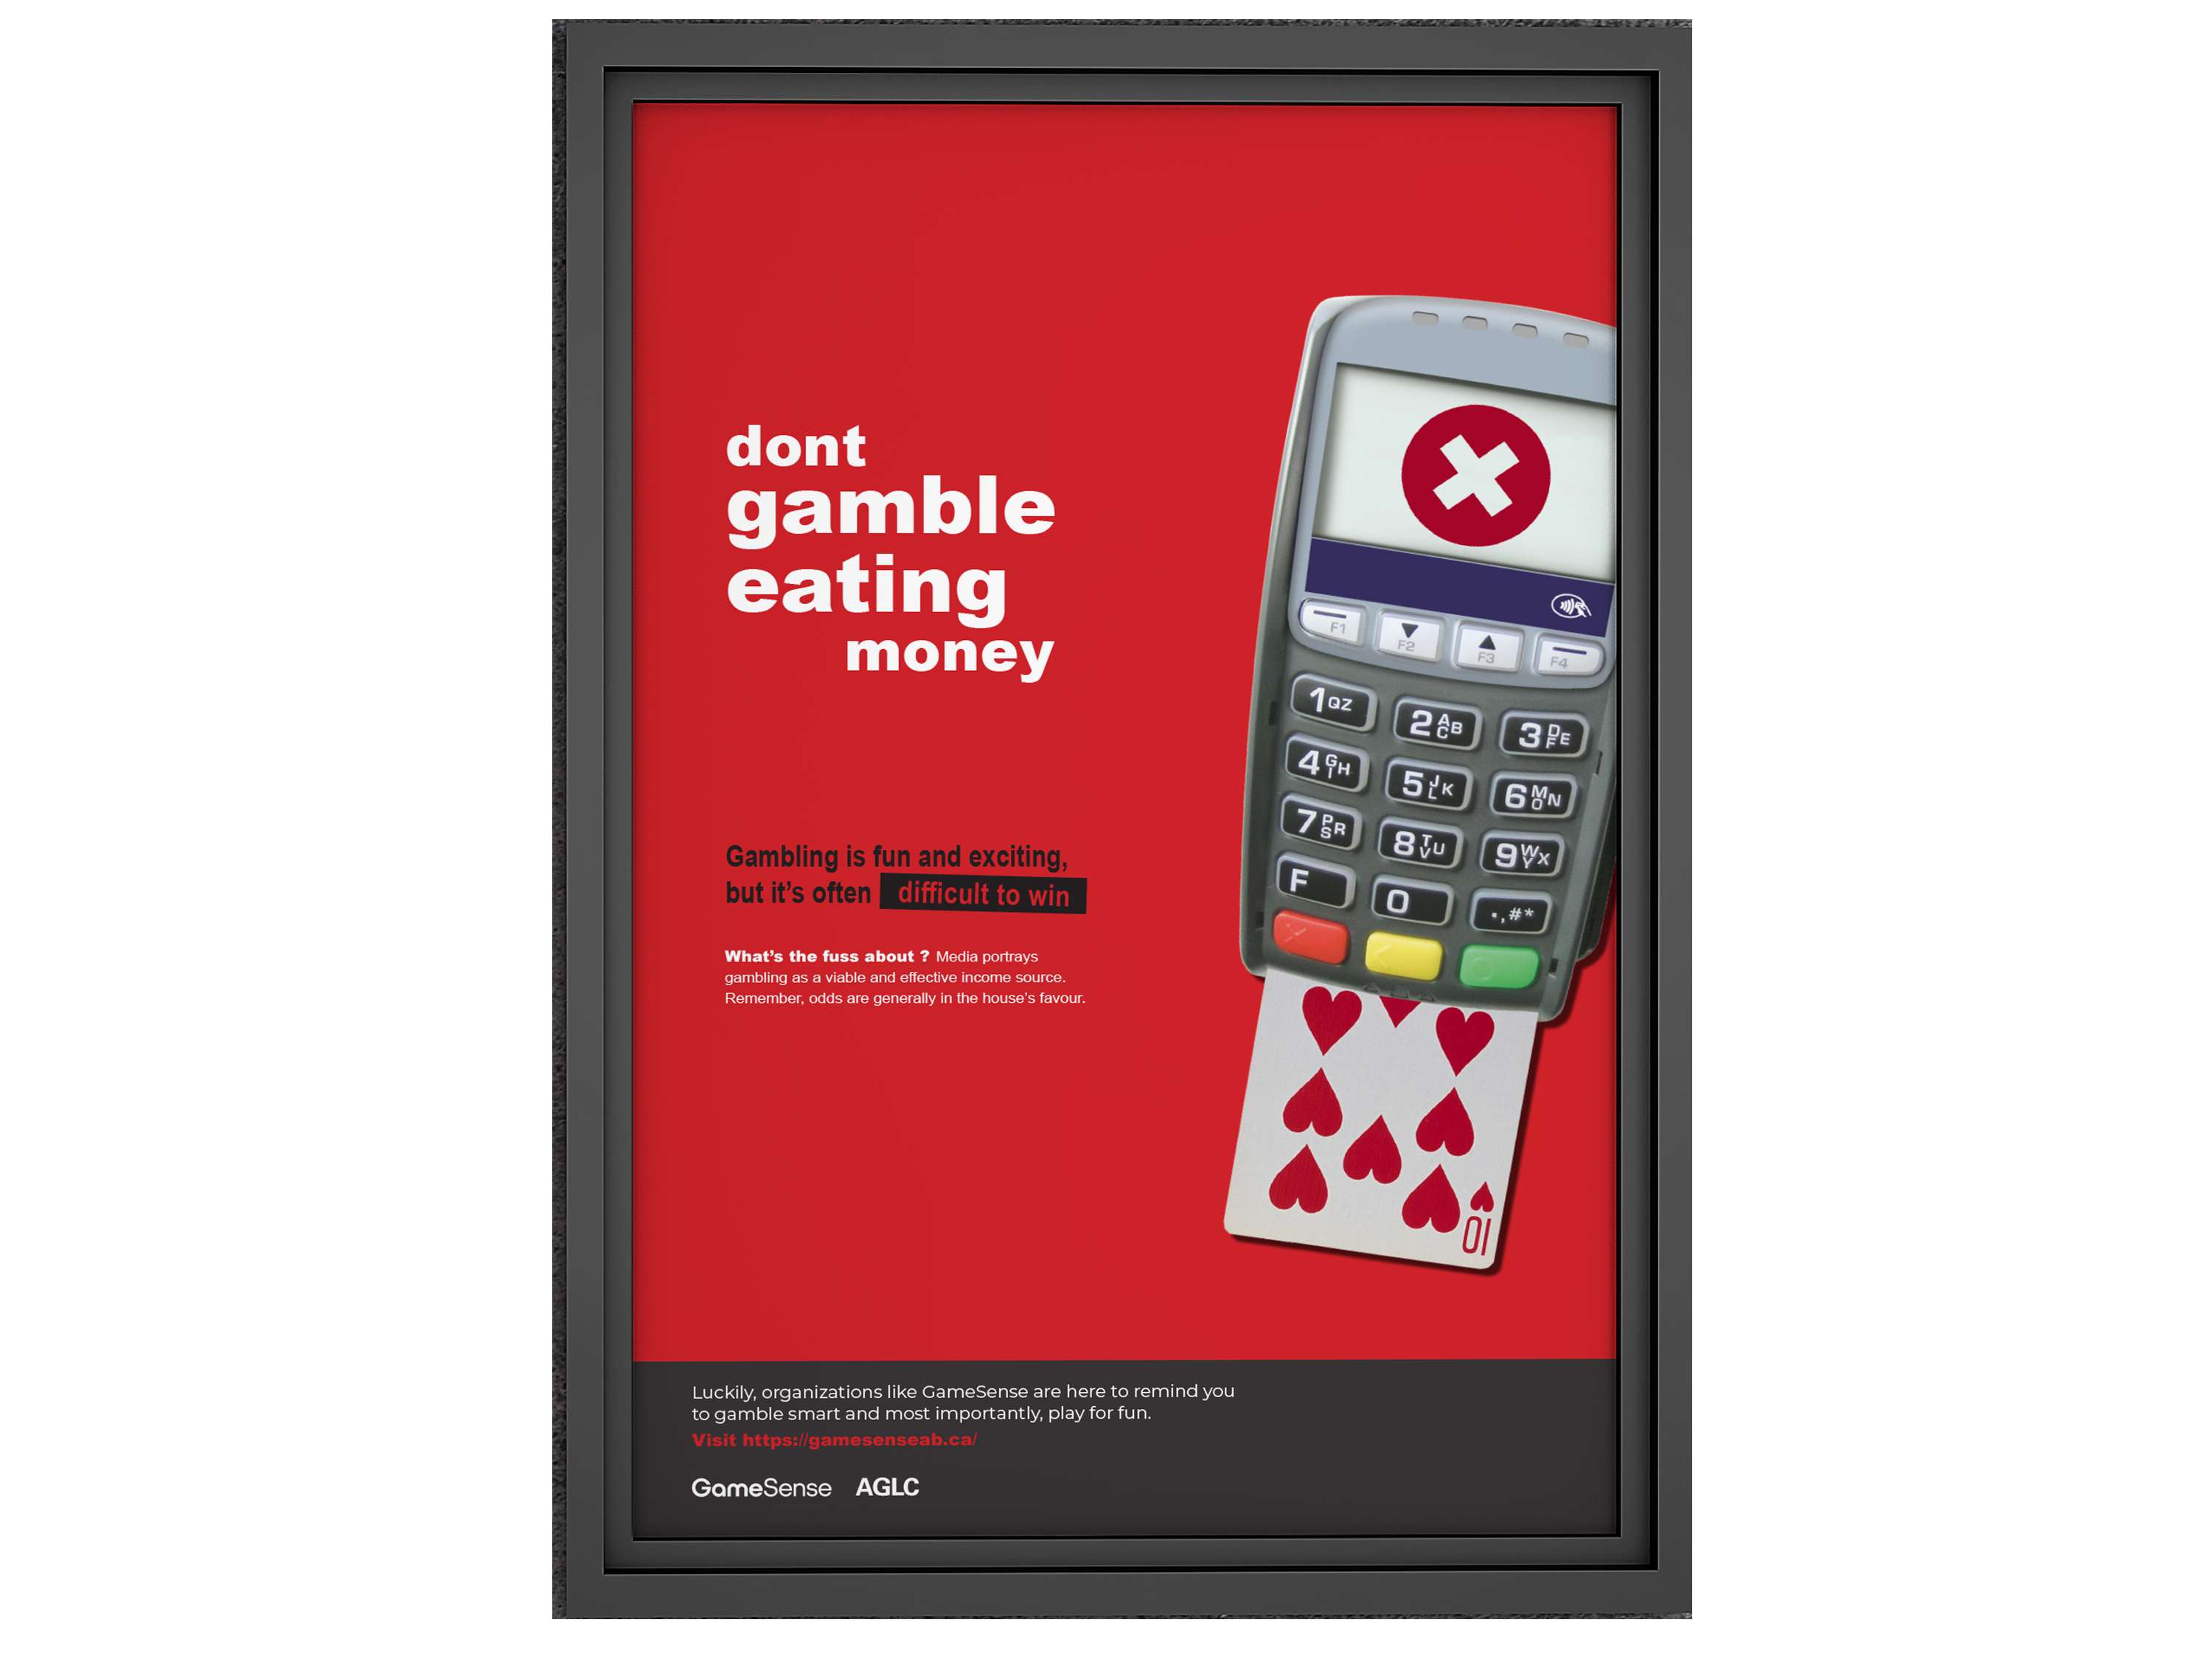 dont
gamble
eating
money
Gambling is fun and exciting,
but it's often difficult to win
What's the fuss about ? Media portrays
gambling as a viable and effective income source.
Remember, odds are generally in the house's favour.
F1
F2
F3
F4
1 QZ
2 ABC
3 DEF
4 GHI
5 JKL
6 MNO
7 PRS
8 TUV
9 WXY
F
0
.,#*
10
Luckily, organizations like GameSense are here to remind you
to gamble smart and most importantly, play for fun.
Visit https://gamesenseab.ca/
GameSense AGLC